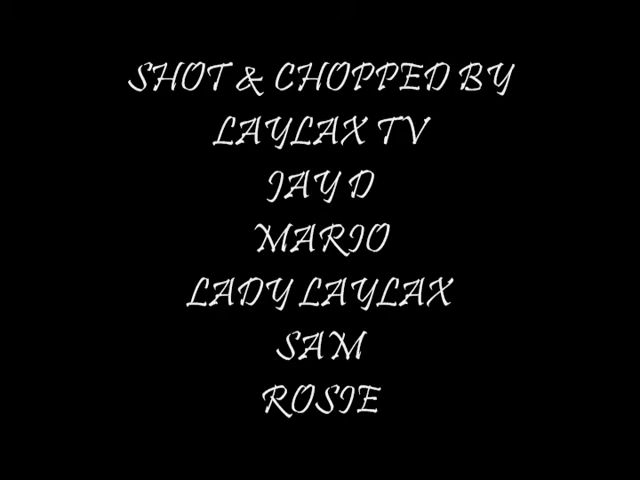 SHOT & CHOPPED BY
LAYLAX TV
JAY D
MARIO
LADY LAYLAX
SAM
ROSIE